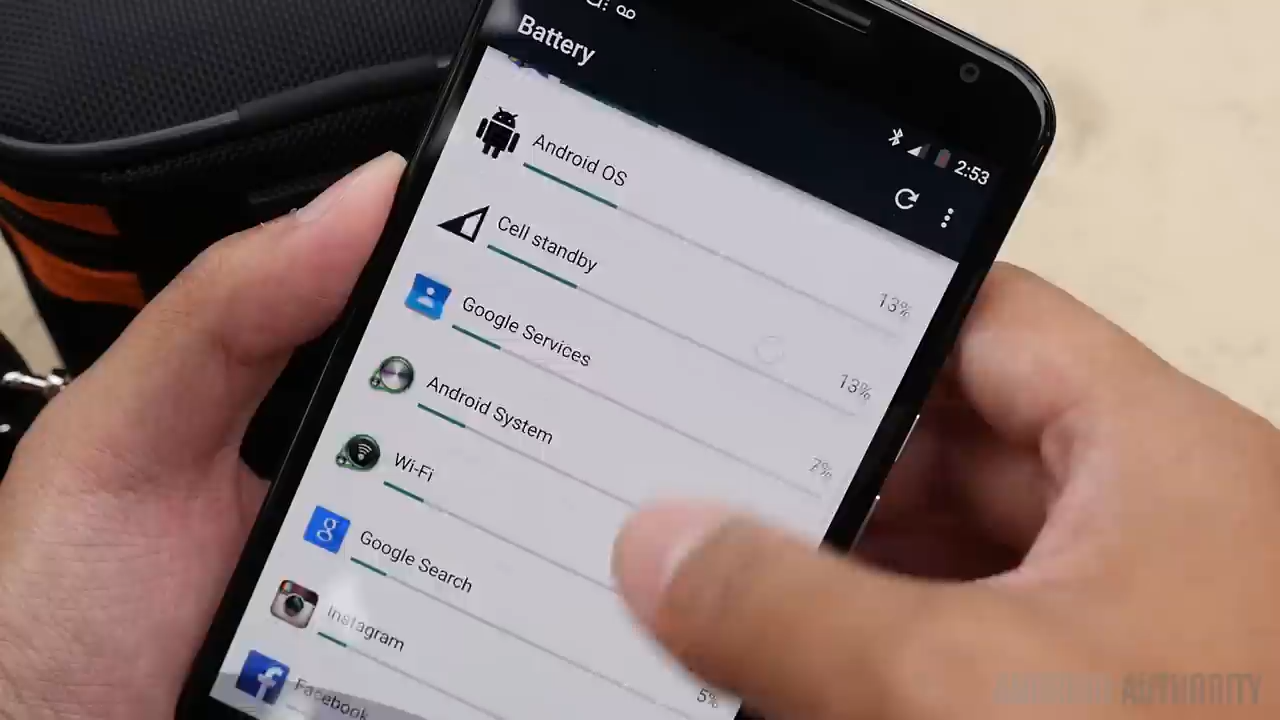 Battery
2:53
Android OS
13%
Cell standby
13%
Google Services
7%
Android System
Wi-Fi
Google Search
Instagram
5%
Facebook
AUTHORITY